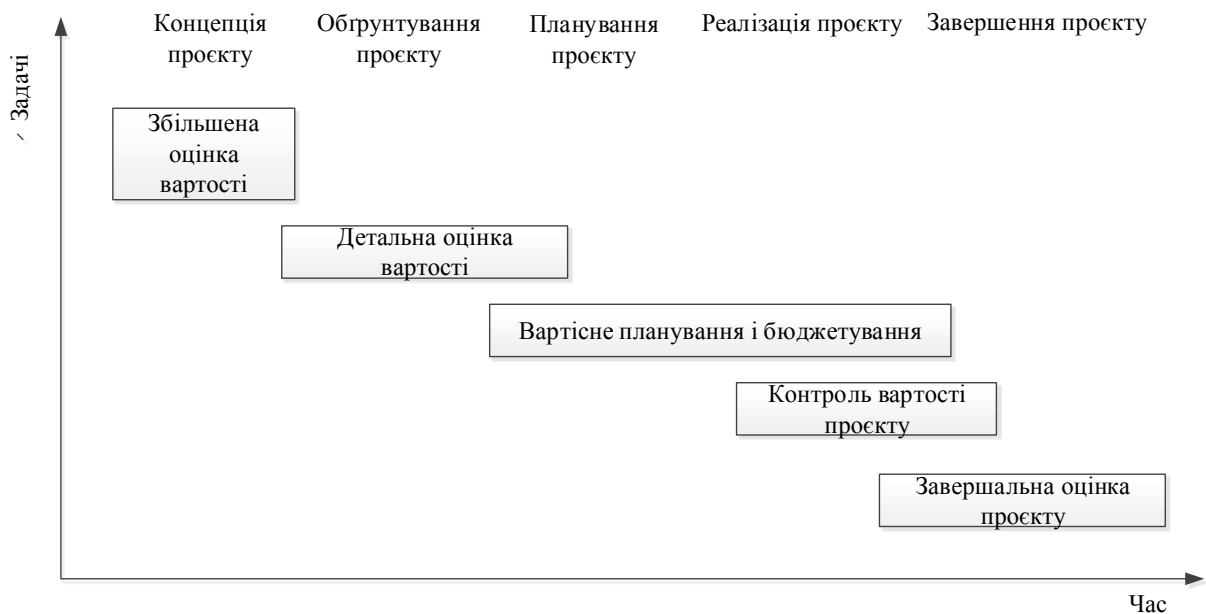 Концепція
проєкту
Обґрунтування
проєкту
Планування
проєкту
Реалізація проєкту
Завершення проєкту
Задачі
Збільшена
оцінка
вартості
Детальна оцінка
вартості
Вартісне планування і бюджетування
Контроль вартості
проєкту
Завершальна оцінка
проєкту
Час